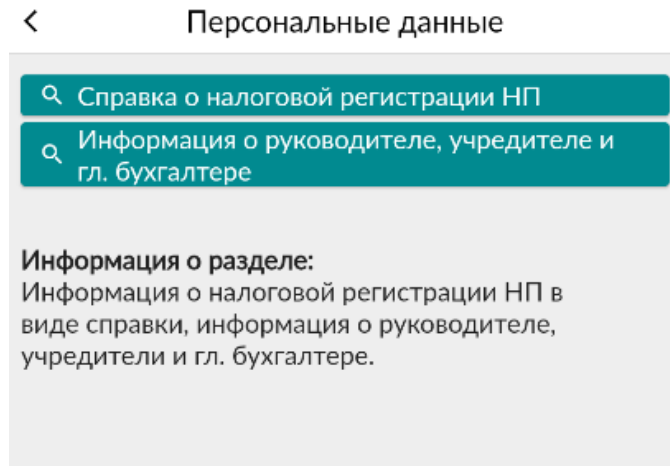 Персональные данные
Справка о налоговой регистрации НП
Информация о руководителе, учредителе и
гл. бухгалтере
Информация о разделе:
Информация о налоговой регистрации НП в
виде справки, информация о руководителе,
учредители и гл. бухгалтере.